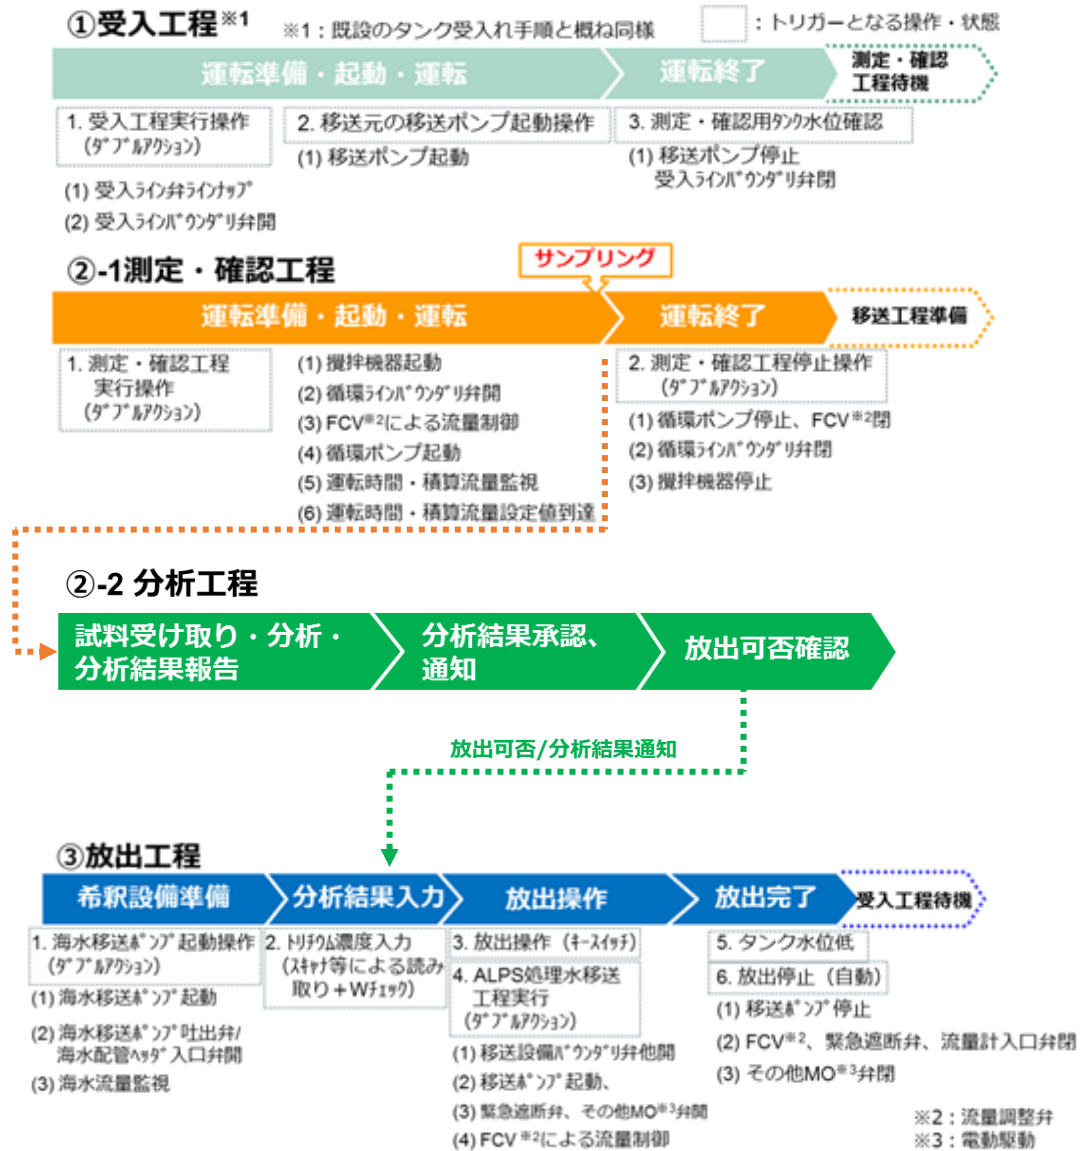 ①受入工程※1
※1：既設のタンク受入れ手順と概ね同様
：トリガーとなる操作・状態
運転準備・起動・運転
運転終了
測定・確認
工程待機
1. 受入工程実行操作
(ﾀﾞﾌﾞﾙｱｸｼｮﾝ)
(1) 受入ﾗｲﾝ弁ﾗｲﾝﾅｯﾌﾟ
(2) 受入ﾗｲﾝﾊﾞｳﾝﾀﾞﾘ弁開
2. 移送元の移送ポンプ起動操作
(1) 移送ポンプ起動
3. 測定・確認用ﾀﾝｸ水位確認
(1) 移送ポンプ停止
受入ﾗｲﾝﾊﾞｳﾝﾀﾞﾘ弁閉
②-1測定・確認工程
サンプリング
運転準備・起動・運転
運転終了
移送工程準備
1. 測定・確認工程
実行操作
(ﾀﾞﾌﾞﾙｱｸｼｮﾝ)
(1) 攪拌機器起動
(2) 循環ﾗｲﾝﾊﾞｳﾝﾀﾞﾘ弁開
(3) FCV※2による流量制御
(4) 循環ポンプ起動
(5) 運転時間・積算流量監視
(6) 運転時間・積算流量設定値到達
2. 測定・確認工程停止操作
(ﾀﾞﾌﾞﾙｱｸｼｮﾝ)
(1) 循環ポンプ停止、FCV※2閉
(2) 循環ﾗｲﾝﾊﾞｳﾝﾀﾞﾘ弁閉
(3) 攪拌機器停止
②-2 分析工程
試料受け取り・分析・
分析結果報告
分析結果承認、
通知
放出可否確認
放出可否/分析結果通知
③放出工程
希釈設備準備
分析結果入力
放出操作
放出完了
受入工程待機
1. 海水移送ﾎﾟﾝﾌﾟ起動操作
(ﾀﾞﾌﾞﾙｱｸｼｮﾝ)
(1) 海水移送ﾎﾟﾝﾌﾟ起動
(2) 海水移送ﾎﾟﾝﾌﾟ吐出弁/
海水配管ﾍｯﾀﾞ入口弁開
(3) 海水流量監視
2. ﾄﾘﾁｳﾑ濃度入力
(ｽｷｬﾅ等による読み
取り＋Wﾁｪｯｸ)
3. 放出操作（ｷｰｽｲｯﾁ)
4. ALPS処理水移送
工程実行
(ﾀﾞﾌﾞﾙｱｸｼｮﾝ)
(1) 移送設備ﾊﾞｳﾝﾀﾞﾘ弁他開
(2) 移送ﾎﾟﾝﾌﾟ起動、
(3) 緊急遮断弁、その他MO※3弁開
(4) FCV※2による流量制御
5. タンク水位低
6. 放出停止（自動）
(1) 移送ﾎﾟﾝﾌﾟ停止
(2) FCV※2、緊急遮断弁、流量計入口弁閉
(3) その他MO※3弁閉
※2：流量調整弁
※3：電動駆動